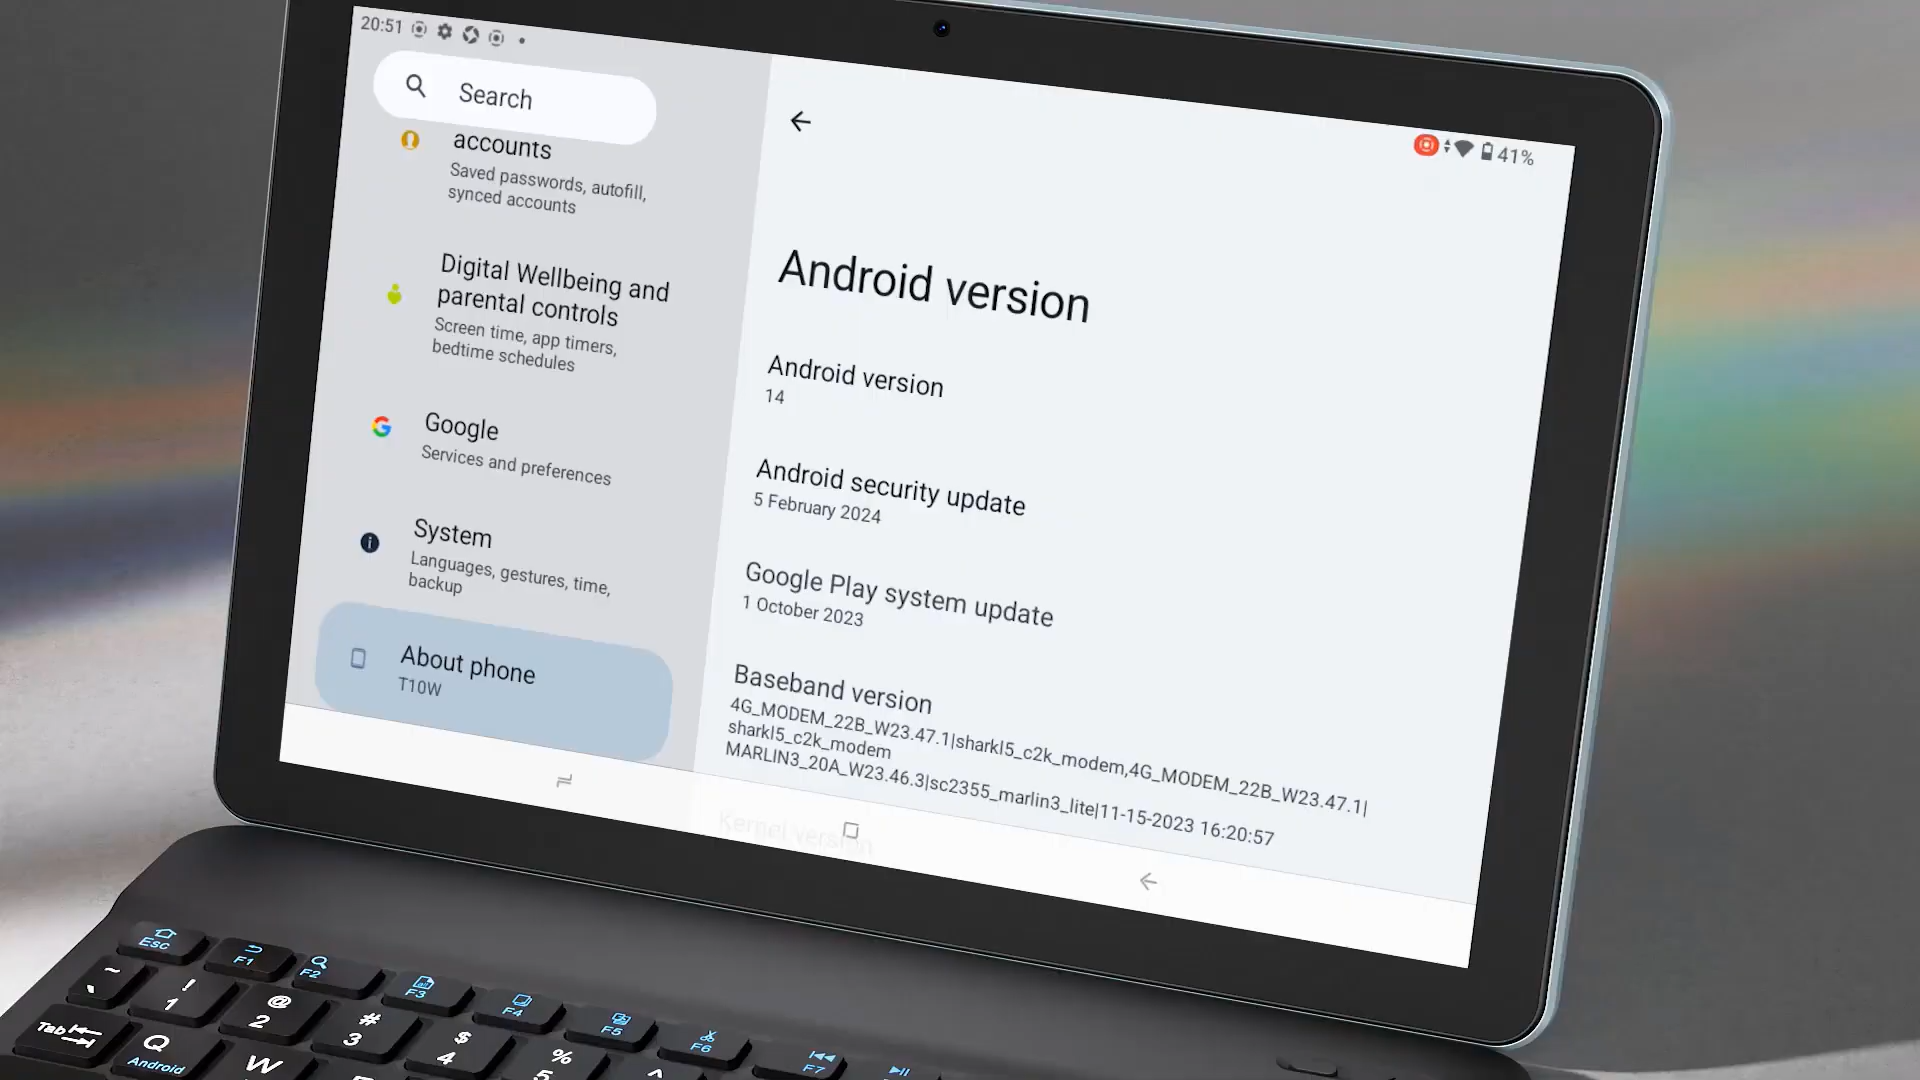 20:51
41%
Search
accounts
Saved passwords, autofill,
synced accounts
Digital Wellbeing and
parental controls
Screen time, app timers,
bedtime schedules
Google
Services and preferences
System
Languages, gestures, time,
backup
About phone
T10W
Android version
Android version
14
Android security update
5 February 2024
Google Play system update
1 October 2023
Baseband version
4G_MODEM_22B_W23.47.1|sharkl5_c2k_modem,4G_MODEM_22B_W23.47.1|
sharkl5_c2k_modem
MARLIN3_20A_W23.46.3|sc2355_marlin3_lite|11-15-2023 16:20:57
Kernel version
Esc F1 F2 F3 F4 F5 F6 F7
~ ` ! 1 @ 2 # 3 $ 4 % 5 ^
Tab Q Android W